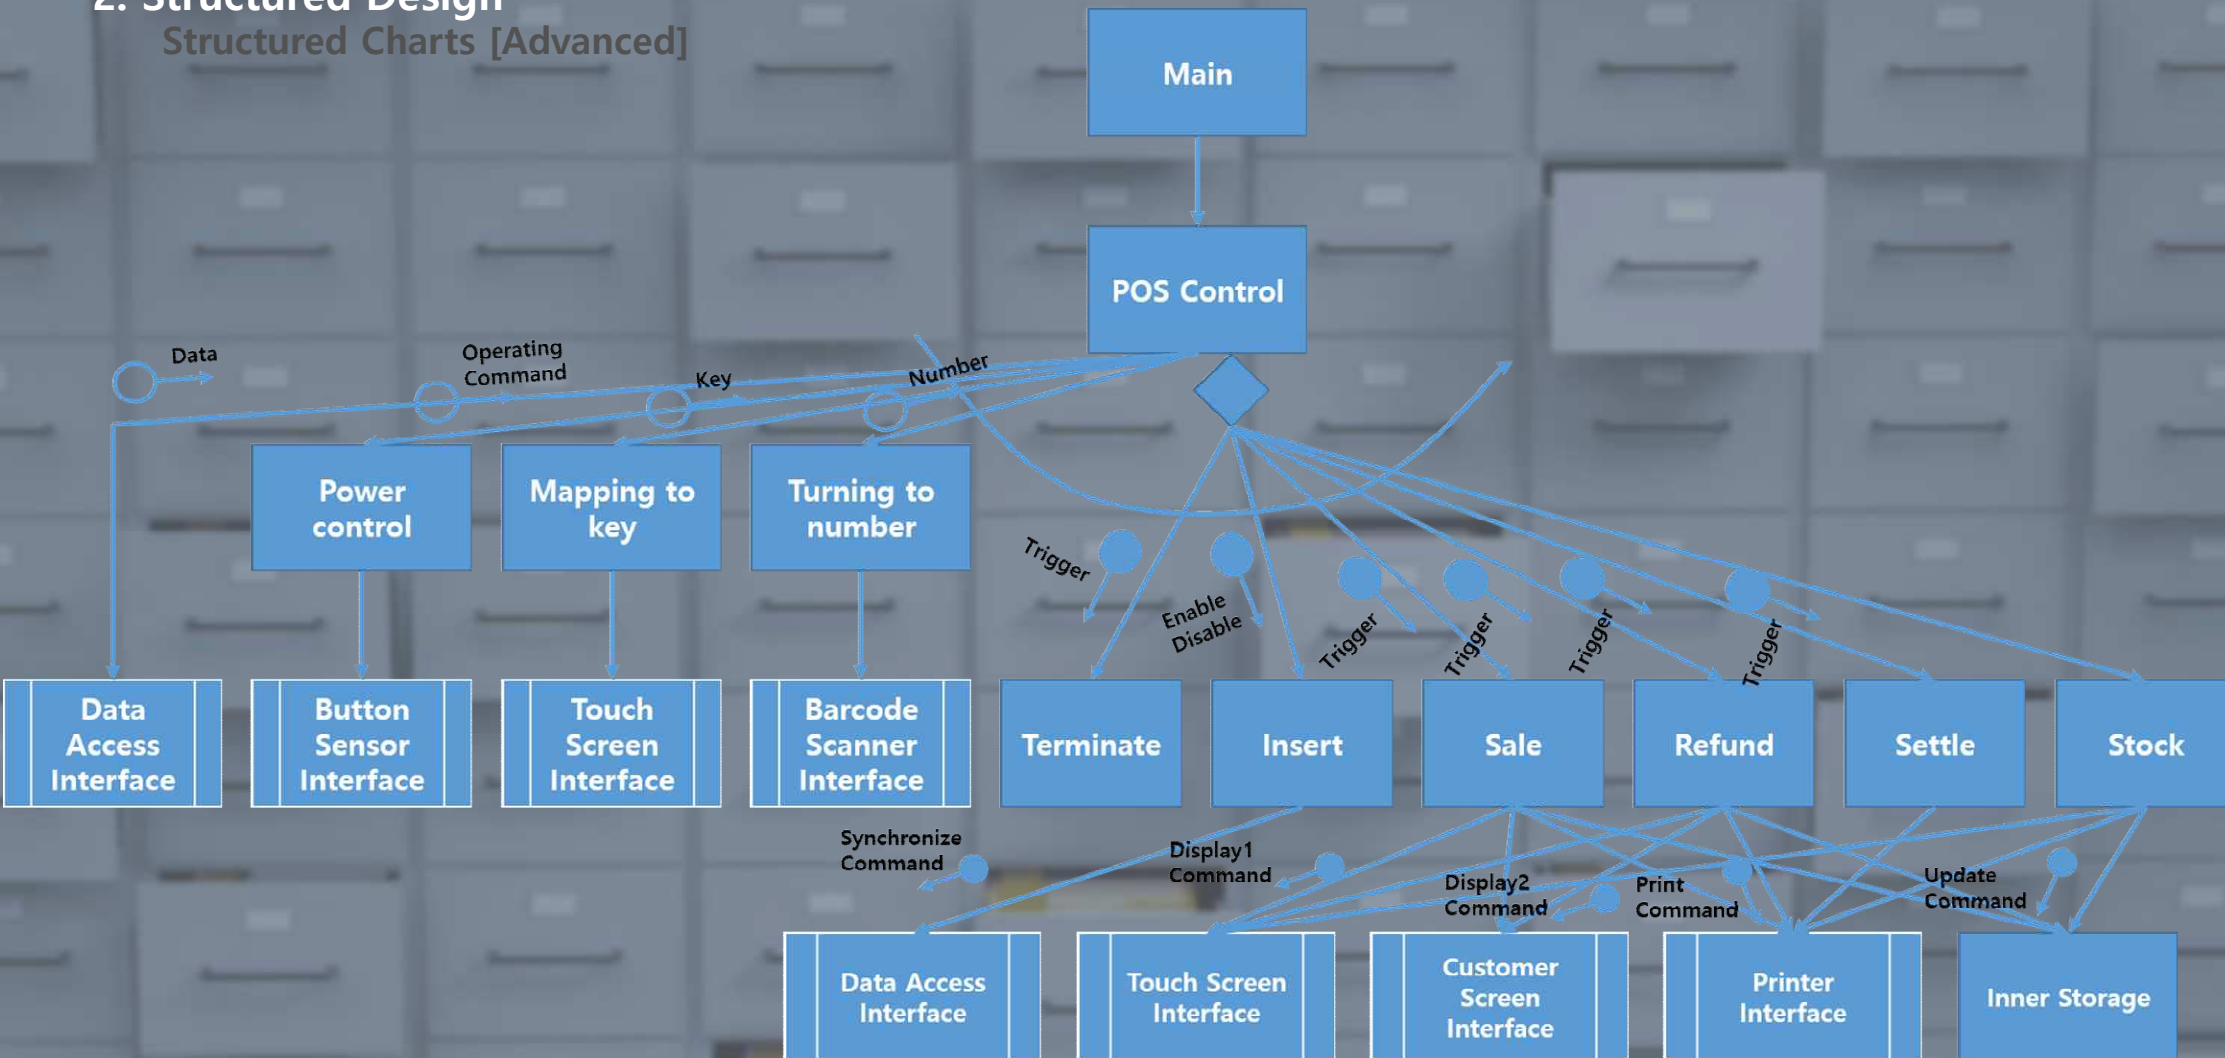 2. Structured Design
Structured Charts [Advanced]
Main
POS Control
Data
Operating
Command
Key
Number
Power
control
Mapping to
key
Turning to
number
Trigger
Enable
Disable
Trigger
Trigger
Trigger
Trigger
Data
Access
Interface
Button
Sensor
Interface
Touch
Screen
Interface
Barcode
Scanner
Interface
Terminate
Insert
Sale
Refund
Settle
Stock
Synchronize
Command
Display1
Command
Display2
Command
Print
Command
Update
Command
Data Access
Interface
Touch Screen
Interface
Customer
Screen
Interface
Printer
Interface
Inner Storage